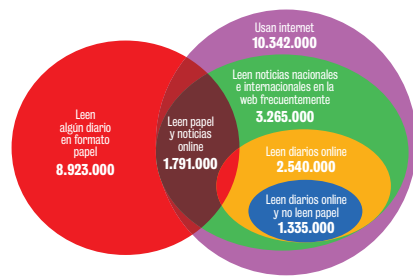 Usan internet
10.342.000
Leen noticias nacionales
e internacionales en la
web frecuentemente
3.265.000
Leen
algún diario
en formato
papel
8.923.000
Leen papel
y noticias
online
1.791.000
Leen diarios online
2.540.000
Leen diarios online
y no leen papel
1.335.000